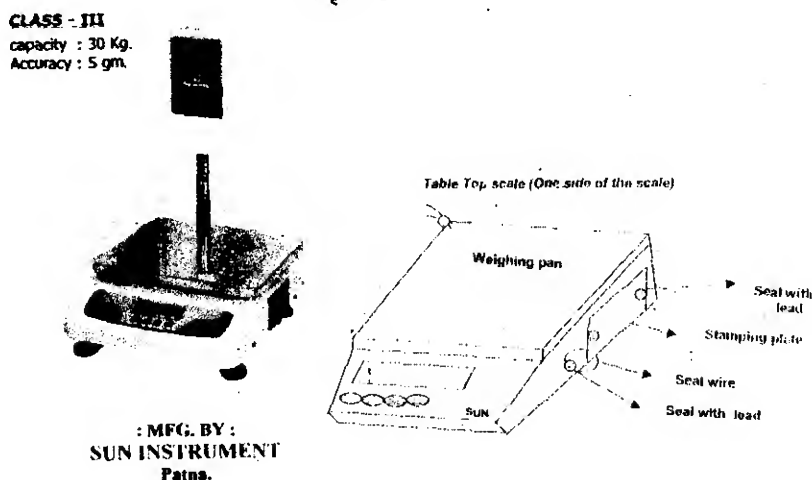 CLASS - III
capacity : 30 Kg.
Accuracy : 5 gm.
Table Top scale (One side of the scale)
Weighing pan
Seal with
lead
Stamping plate
Seal wire
Seal with lead
SUN
: MFG. BY :
SUN INSTRUMENT
Patna.